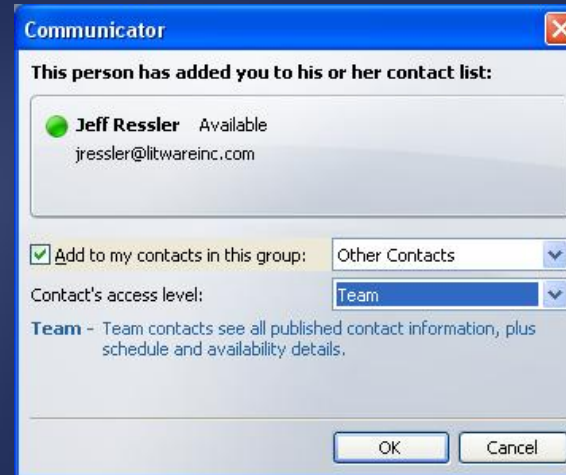 Communicator
This person has added you to his or her contact list:
Jeff Ressler Available
jressler@litwareinc.com
Add to my contacts in this group: Other Contacts
Contact's access level: Team
Team - Team contacts see all published contact information, plus
schedule and availability details.
OK Cancel